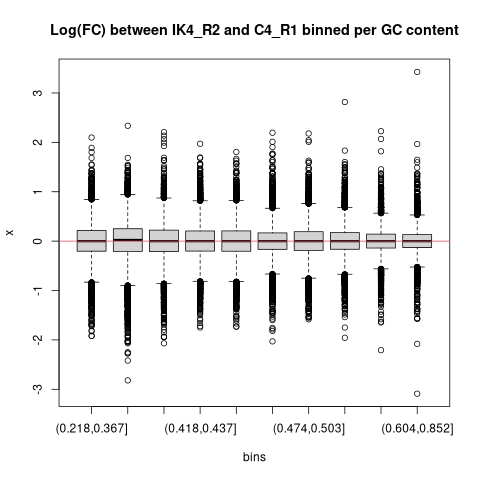 Log(FC) between IK4_R2 and C4_R1 binned per GC content
3
2
1
0
-1
-2
-3
x
(0.218,0.367] (0.418,0.437] (0.474,0.503] (0.604,0.852]
bins